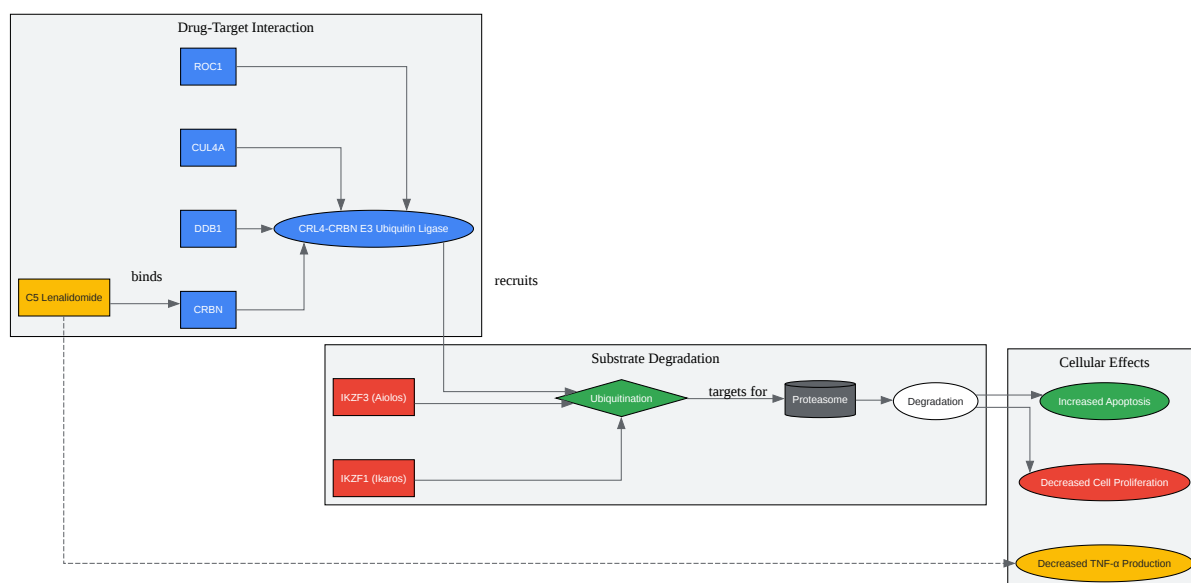 Drug-Target Interaction
ROC1
CUL4A
DDB1
CRL4-CRBN E3 Ubiquitin Ligase
binds
recruits
C5 Lenalidomide
CRBN
Substrate Degradation
Cellular Effects
IKZF3 (Aiolos)
Ubiquitination
targets for
Proteasome
Degradation
Increased Apoptosis
IKZF1 (Ikaros)
Decreased Cell Proliferation
Decreased TNF-α Production